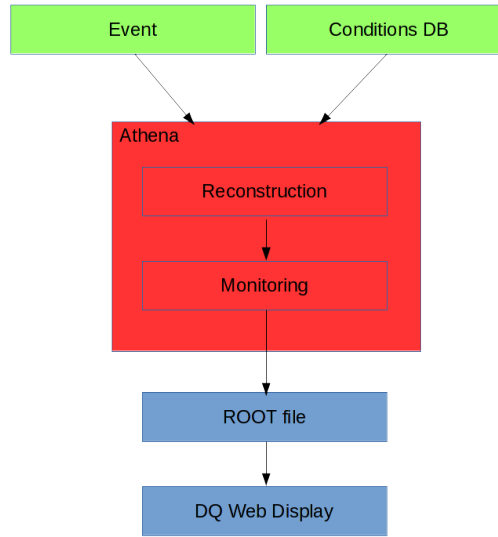 Event
Conditions DB
Athena
Reconstruction
Monitoring
ROOT file
DQ Web Display